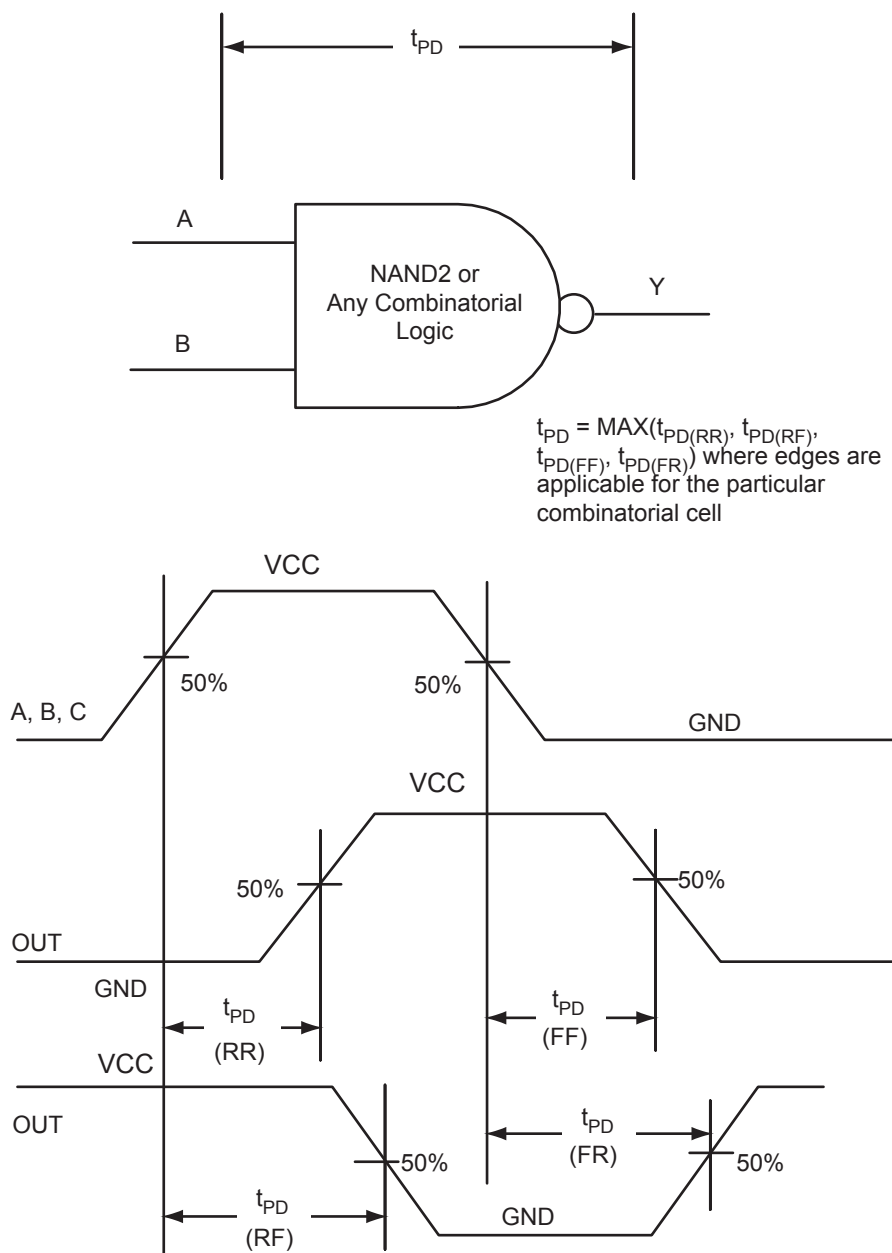 tPD
A
B
NAND2 or
Any Combinatorial
Logic
Y
tPD = MAX(tPD(RR), tPD(RF),
tPD(FF), tPD(FR)) where edges are
applicable for the particular
combinatorial cell
VCC
50%
50%
A, B, C
GND
VCC
50%
50%
OUT
GND
tPD
(RR)
tPD
(FF)
VCC
OUT
tPD
(FR)
50%
50%
tPD
(RF)
GND